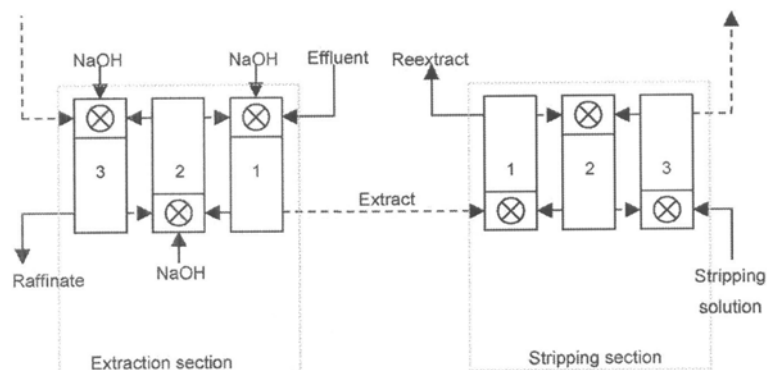 NaOH
NaOH
Effluent
Reextract
3
2
1
1
2
3
Extract
Raffinate
NaOH
Stripping
solution
Extraction section
Stripping section